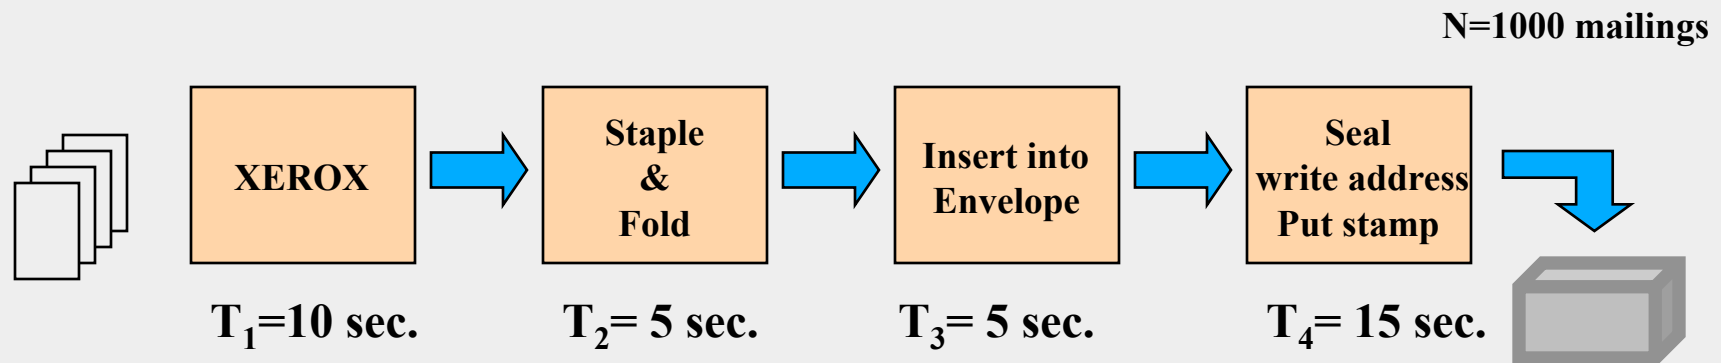 N=1000 mailings
XEROX
Staple
&
Fold
Insert into
Envelope
Seal
write address
Put stamp
T₁=10 sec.
T₂= 5 sec.
T₃= 5 sec.
T₄= 15 sec.